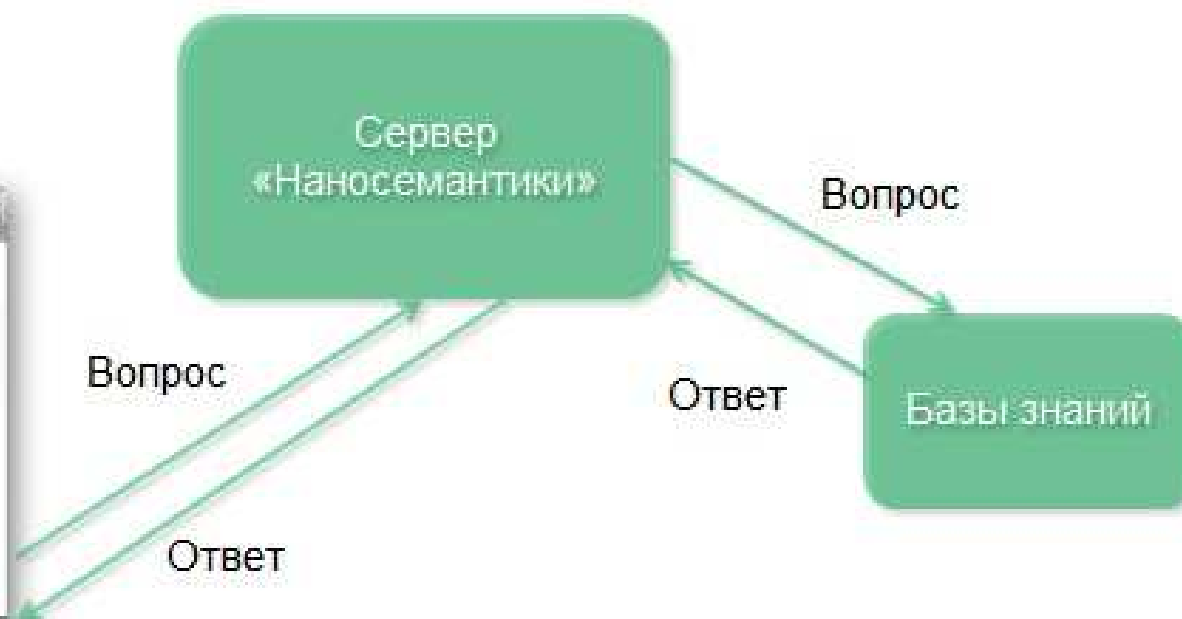 Сервер
«Наносемантики»
Вопрос
Вопрос
Ответ
Базы знаний
Ответ